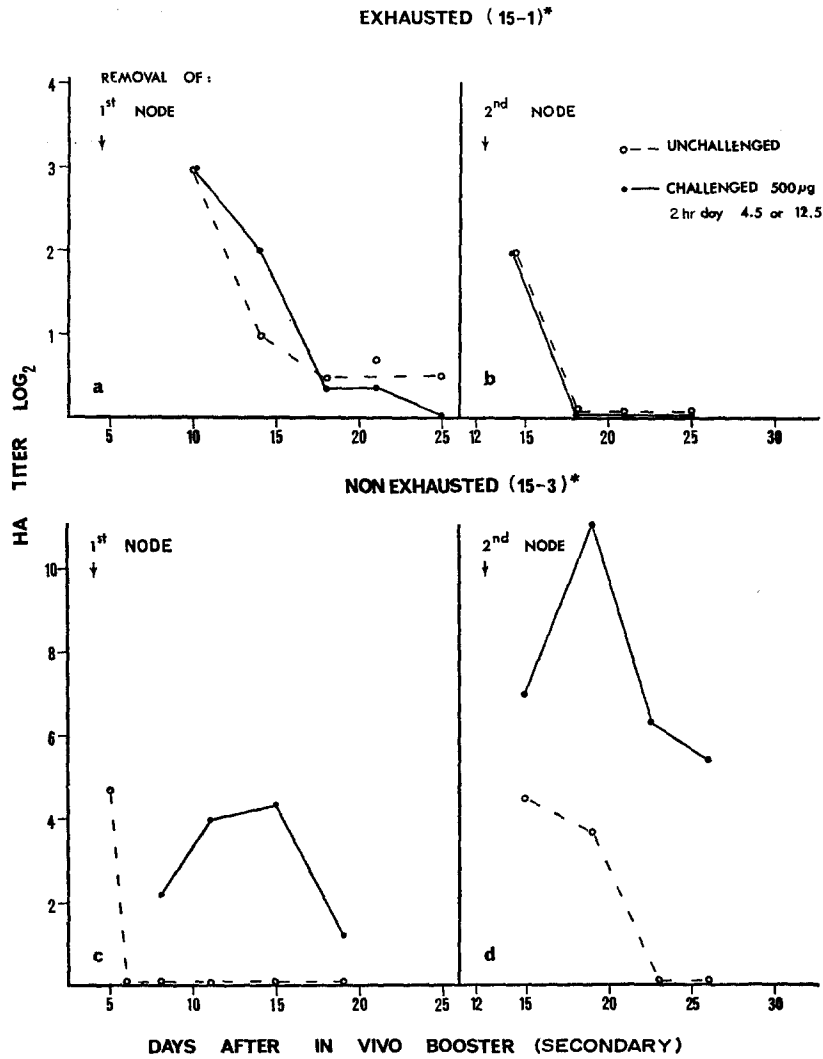 EXHAUSTED (15-1)*
REMOVAL OF:
1st NODE
2nd NODE
UNCHALLENGED
CHALLENGED 500 µg
2 hr day 4.5 or 12.5
4
3
2
1
a
b
5 10 15 20 25 12 15 20 25 30
HA TITER LOG2
NON EXHAUSTED (15-3)*
1st NODE
2nd NODE
10
8
6
4
2
c
d
5 10 15 20 25 12 15 20 25 30
DAYS AFTER IN VIVO BOOSTER (SECONDARY)